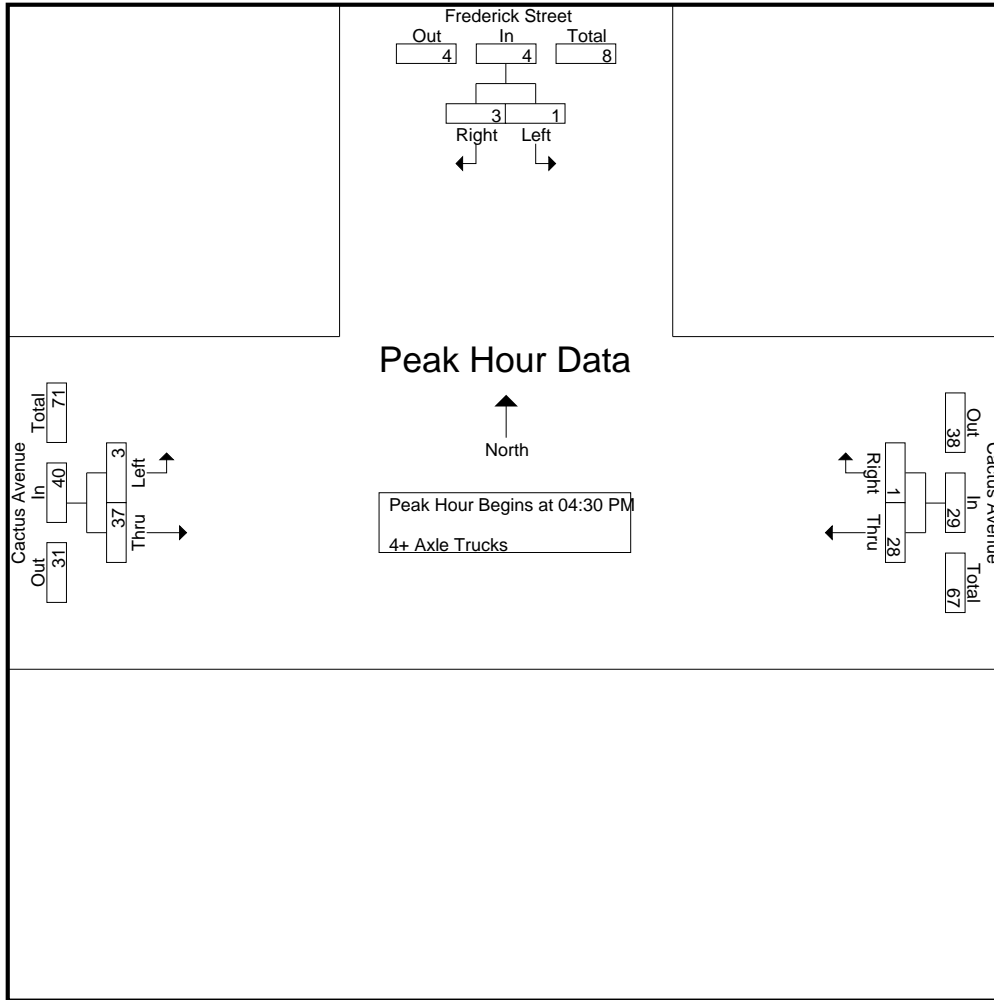 Frederick Street
Out In Total
4 4 8
3 1
Right Left
Peak Hour Data
North
Peak Hour Begins at 04:30 PM
4+ Axle Trucks
Cactus Avenue
Out In Total
31 40 71
37 3
Thru Left
Cactus Avenue
Out In Total
38 29 67
1 28
Right Thru